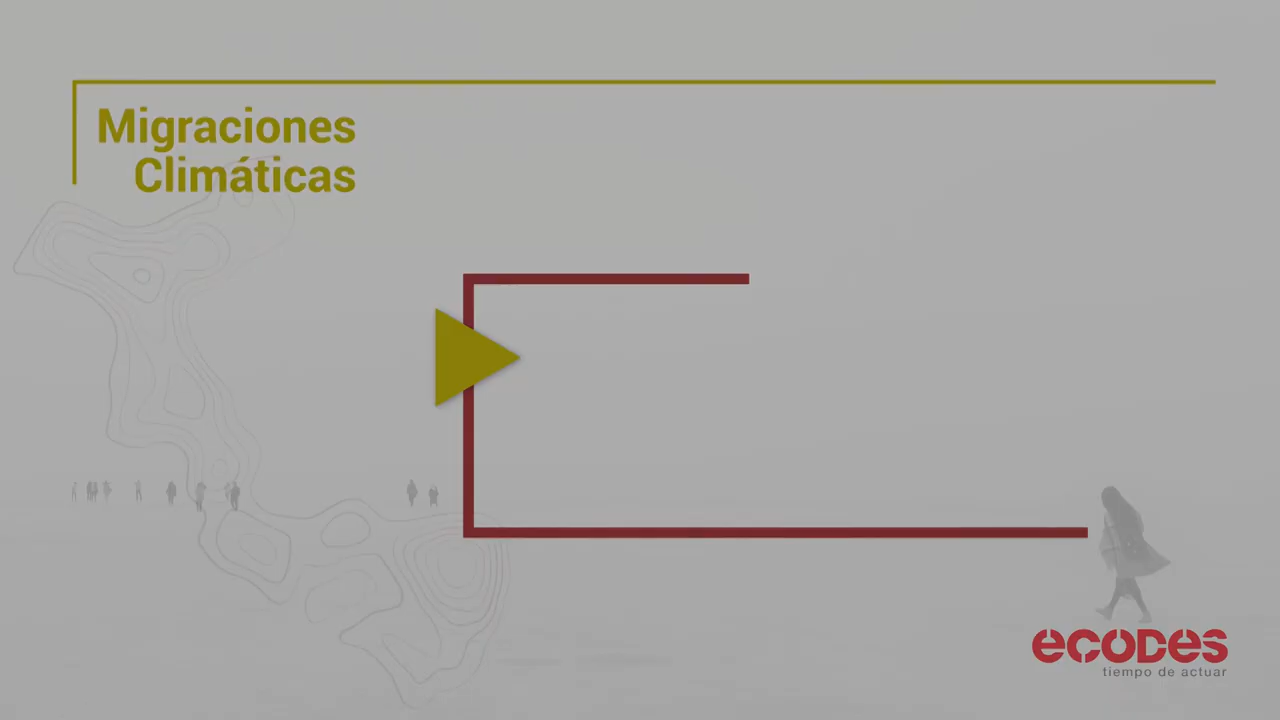 Migraciones
Climáticas
ecodes
tiempo de actuar